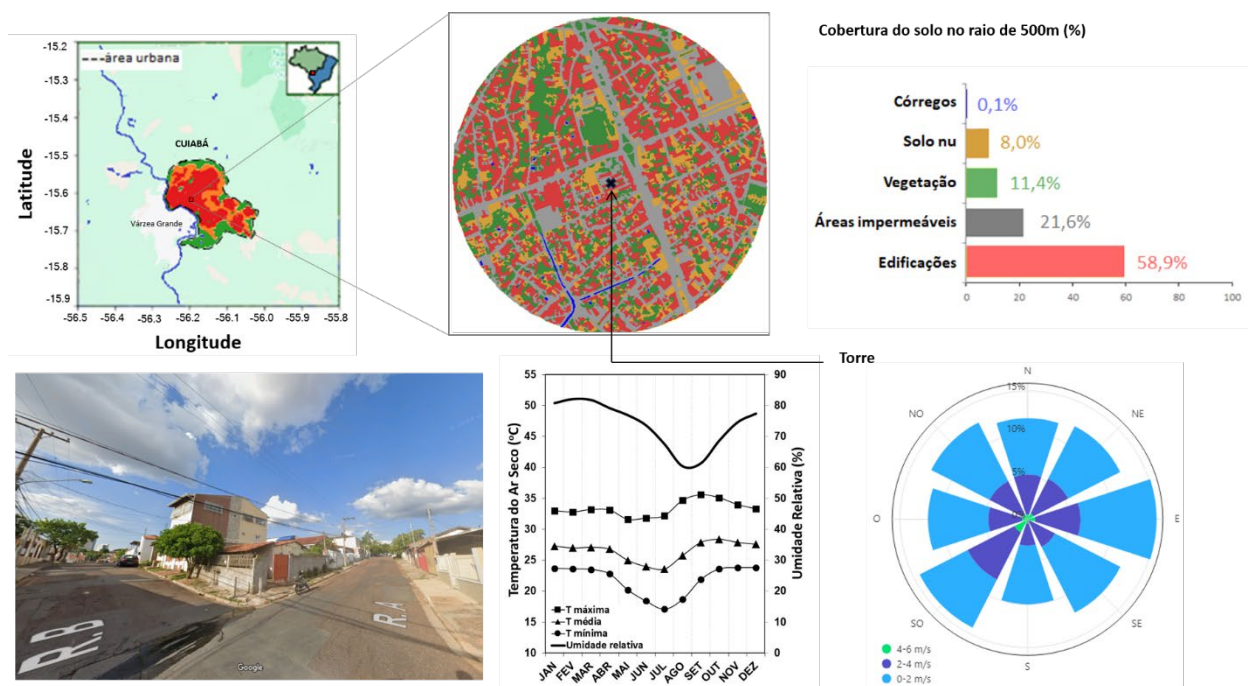 Cobertura do solo no raio de 500m (%)
-15.2
-15.3
-15.4
-15.5
-15.6
-15.7
-15.8
-15.9
Latitude
área urbana
CUIABÁ
Várzea Grande
-56.5 -56.4 -56.3 -56.2 -56.1 -56.0 -55.8
Longitude
Córregos 0,1%
Solo nu 8,0%
Vegetação 11,4%
Áreas impermeáveis 21,6%
Edificações 58,9%
0 20 40 60 80 100
Torre
R.B
R.A
Google
Temperatura do Ar Seco (ºC)
55
50
45
40
35
30
25
20
15
10
T máxima
T média
T mínima
Umidade relativa
JAN FEV MAR ABR MAI JUN JUL AGO SET OUT NOV DEZ
90
80
70
60
50
40
30
20
10
0
Umidade Relativa (%)
N
15%
NO
NE
10%
5%
0%
O
E
SO
SE
S
4-6 m/s
2-4 m/s
0-2 m/s